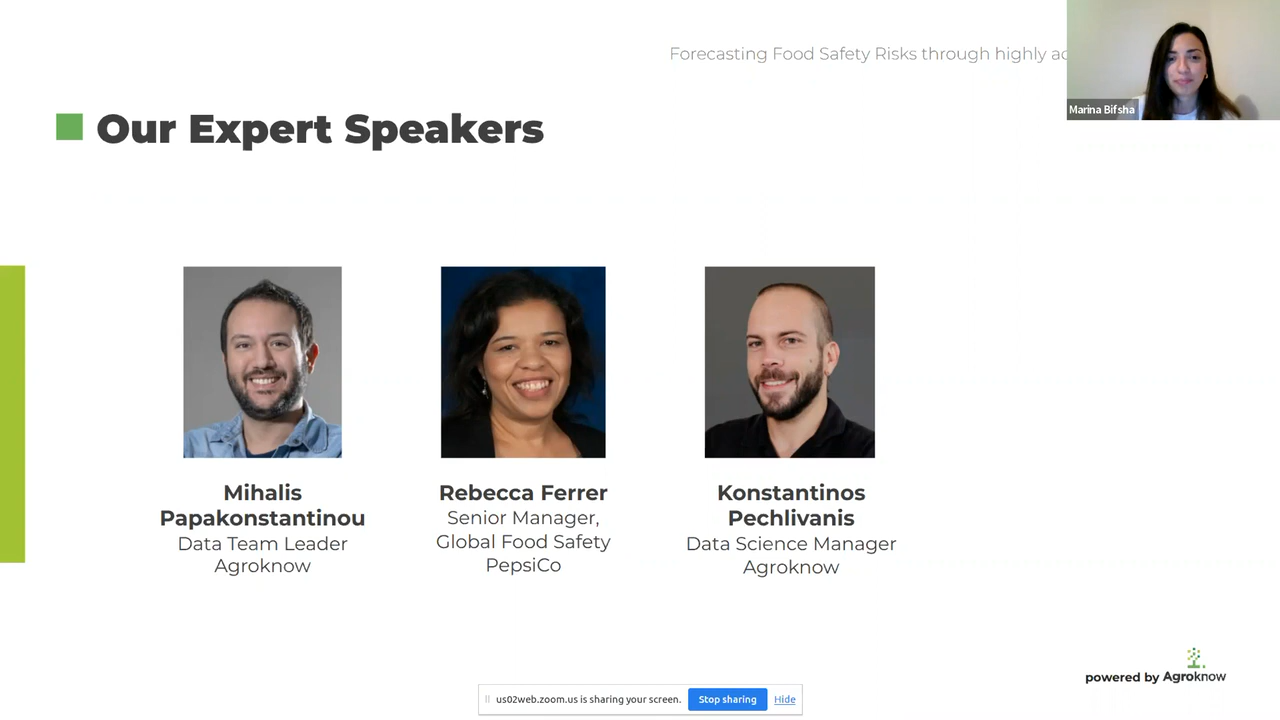 Forecasting Food Safety Risks through highly
Marina Bifsha
Our Expert Speakers
Mihalis
Papakonstantinou
Data Team Leader
Agroknow
Rebecca Ferrer
Senior Manager,
Global Food Safety
PepsiCo
Konstantinos
Pechlivanis
Data Science Manager
Agroknow
powered by Agroknow
us02web.zoom.us is sharing your screen. Stop sharing Hide